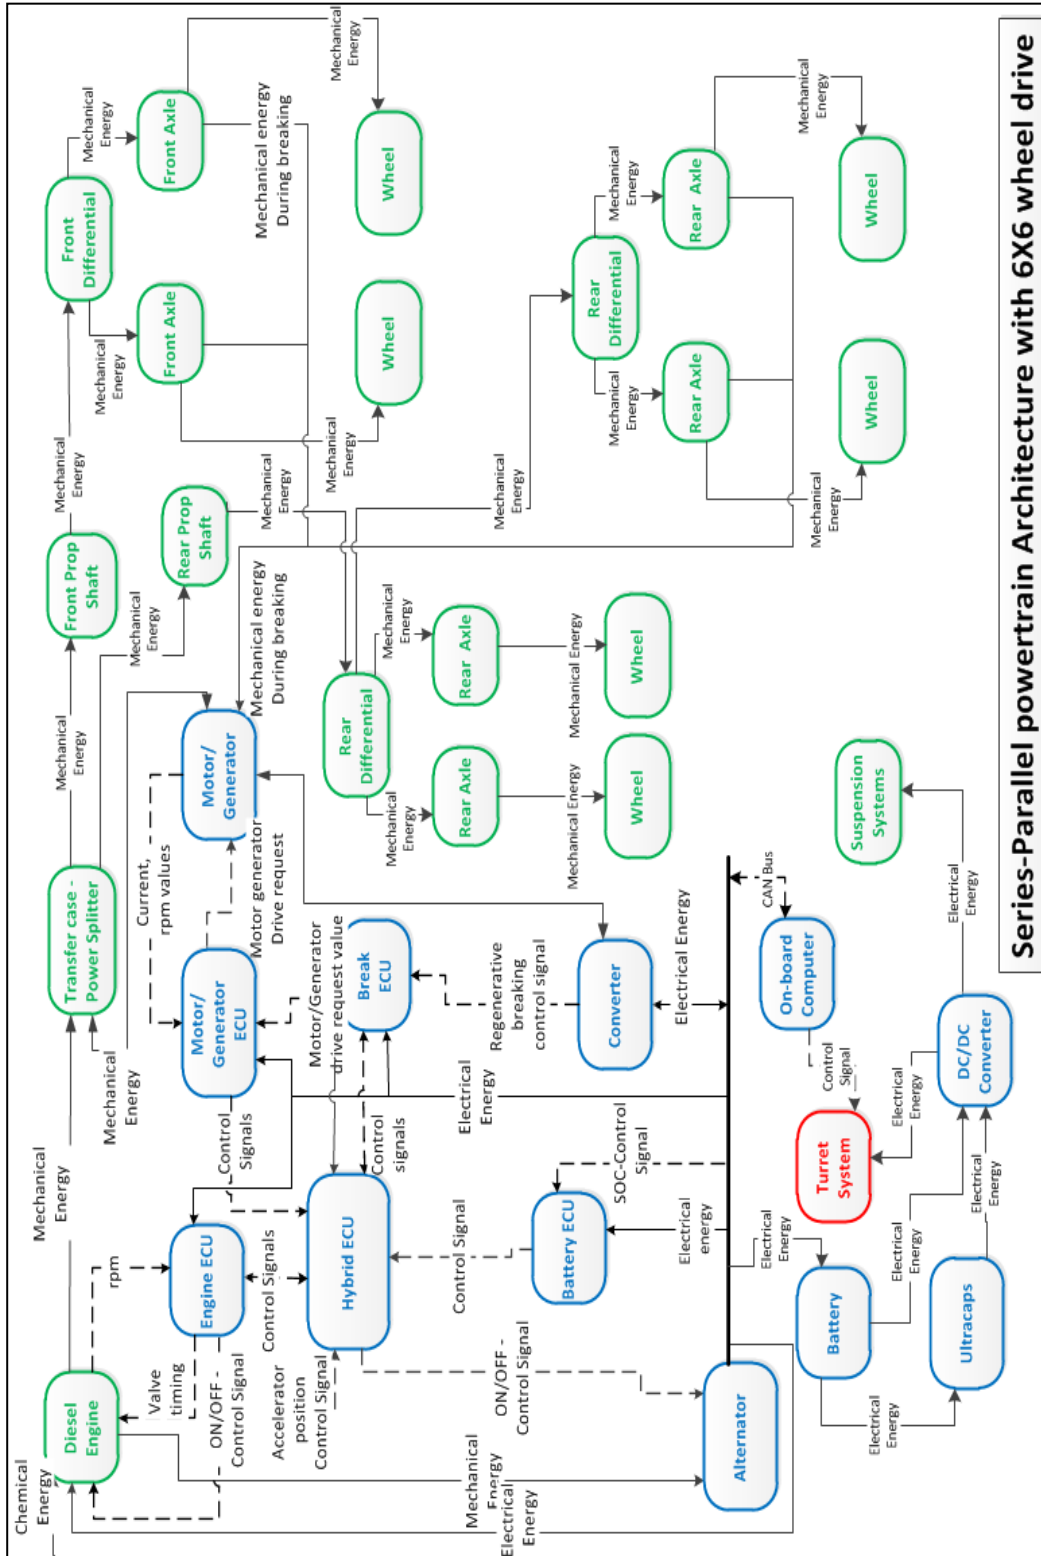 Chemical
Energy
Diesel
Engine
Mechanical
Energy
rpm
Valve
timing
ON/OFF -
Control Signal
Engine ECU
Control Signals
Accelerator
position
Control Signal
Hybrid ECU
Control
Signals
Control
signals
ON/OFF-
Control Signal
Mechanical
Energy
Electrical
Energy
Alternator
Transfer case -
Power Splitter
Mechanical
Energy
Motor/
Generator
ECU
Current,
rpm values
Motor generator
Drive request
Motor/Generator
drive request value
Break
ECU
Regenerative
breaking
control signal
Converter
Electrical Energy
Electrical
Energy
Control Signal
Battery ECU
SOC-Control
Signal
Electrical
energy
Electrical
Energy
Battery
Electrical
Energy
Electrical
Energy
Ultracaps
Electrical
Energy
DC/DC
Converter
Electrical
Energy
Turret
System
Control
Signal
On-board
Computer
CAN Bus
Electrical
Energy
Suspension
Systems
Motor/
Generator
Mechanical energy
During breaking
Mechanical
Energy
Mechanical
Energy
Front Prop
Shaft
Rear Prop
Shaft
Mechanical
Energy
Mechanical
Energy
Rear
Differential
Mechanical
Energy
Mechanical
Energy
Rear Axle
Rear Axle
Mechanical Energy
Mechanical Energy
Wheel
Wheel
Front
Differential
Mechanical
Energy
Mechanical
Energy
Front Axle
Front Axle
Mechanical energy
During breaking
Mechanical
Energy
Mechanical
Energy
Wheel
Wheel
Mechanical
Energy
Rear
Differential
Mechanical
Energy
Mechanical
Energy
Rear Axle
Rear Axle
Mechanical
Energy
Mechanical
Energy
Wheel
Wheel
Series-Parallel powertrain Architecture with 6X6 wheel drive